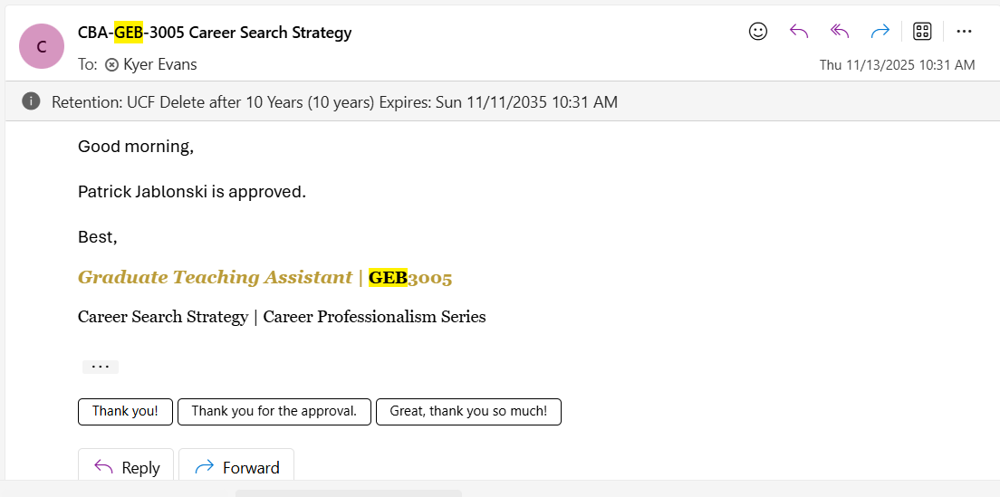 C
CBA-GEB-3005 Career Search Strategy
To: Kyer Evans
Thu 11/13/2025 10:31 AM
Retention: UCF Delete after 10 Years (10 years) Expires: Sun 11/11/2035 10:31 AM
Good morning,
Patrick Jablonski is approved.
Best,
Graduate Teaching Assistant | GEB3005
Career Search Strategy | Career Professionalism Series
...
Thank you! Thank you for the approval. Great, thank you so much!
Reply Forward